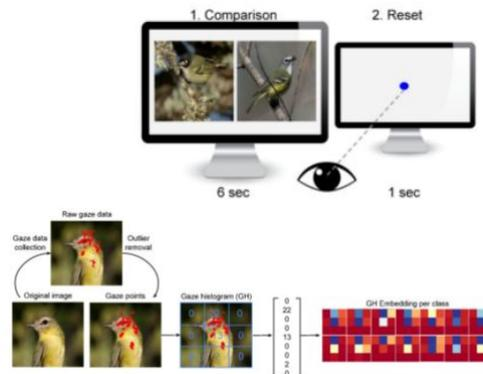 1. Comparison
2. Reset
6 sec
1 sec
Raw gaze data
Gaze data
collection
Outlier
removal
Original image
Gaze points
Gaze histogram (GH)
GH Embedding per class
0
22
0
0
13
0
0
2
0